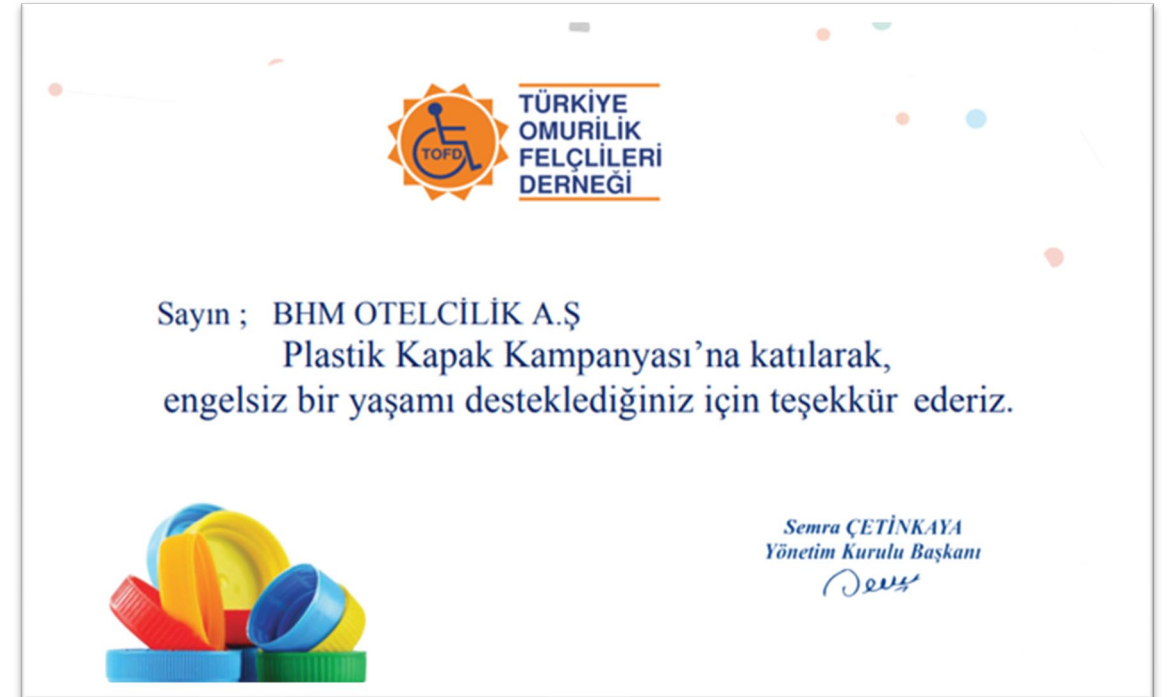 TOFD
TÜRKİYE
OMURİLİK
FELÇLİLERİ
DERNEĞİ
Sayın ; BHM OTELCİLİK A.Ş
Plastik Kapak Kampanyası’na katılarak,
engelsiz bir yaşamı desteklediğiniz için teşekkür ederiz.
Semra ÇETİNKAYA
Yönetim Kurulu Başkanı